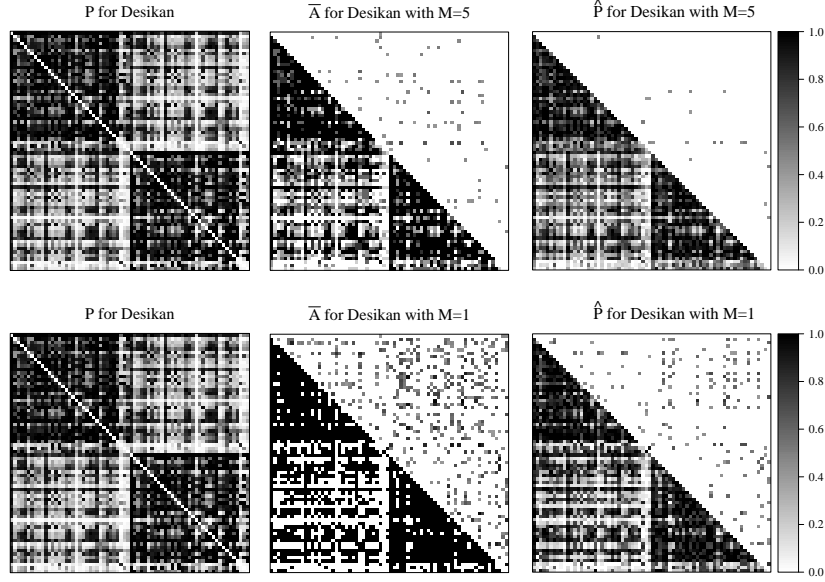 P for Desikan
A̅ for Desikan with M=5
P̂ for Desikan with M=5
1.0
0.8
0.6
0.4
0.2
0.0
P for Desikan
A̅ for Desikan with M=1
P̂ for Desikan with M=1
1.0
0.8
0.6
0.4
0.2
0.0